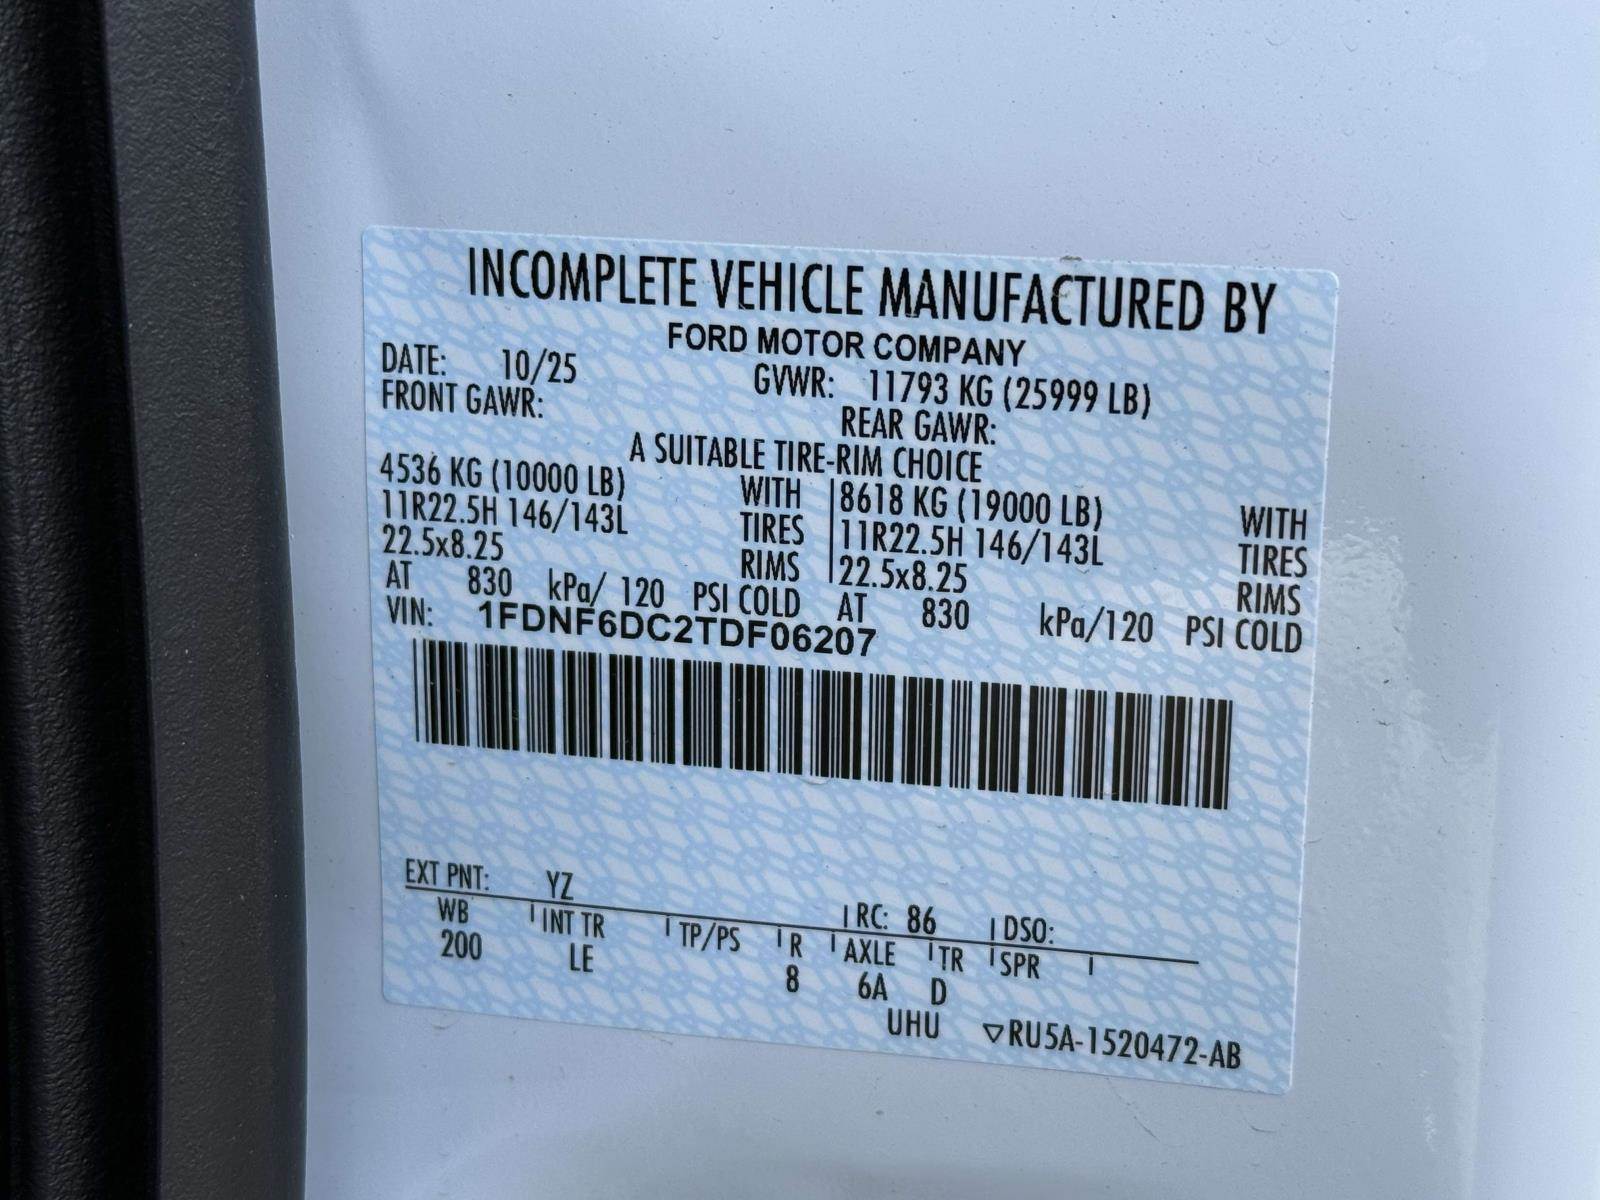 INCOMPLETE VEHICLE MANUFACTURED BY
FORD MOTOR COMPANY
DATE: 10/25 GVWR: 11793 KG (25999 LB)
FRONT GAWR: REAR GAWR:
A SUITABLE TIRE-RIM CHOICE
4536 KG (10000 LB) WITH 8618 KG (19000 LB) WITH
11R22.5H 146/143L TIRES 11R22.5H 146/143L TIRES
22.5x8.25 RIMS 22.5x8.25 RIMS
AT 830 kPa/ 120 PSI COLD AT 830 kPa/120 PSI COLD
VIN: 1FDNF6DC2TDF06207
EXT PNT: YZ RC: 86 DSO:
WB INT TR TP/PS R AXLE TR SPR
200 LE 8 6A D
UHU ▽RU5A-1520472-AB